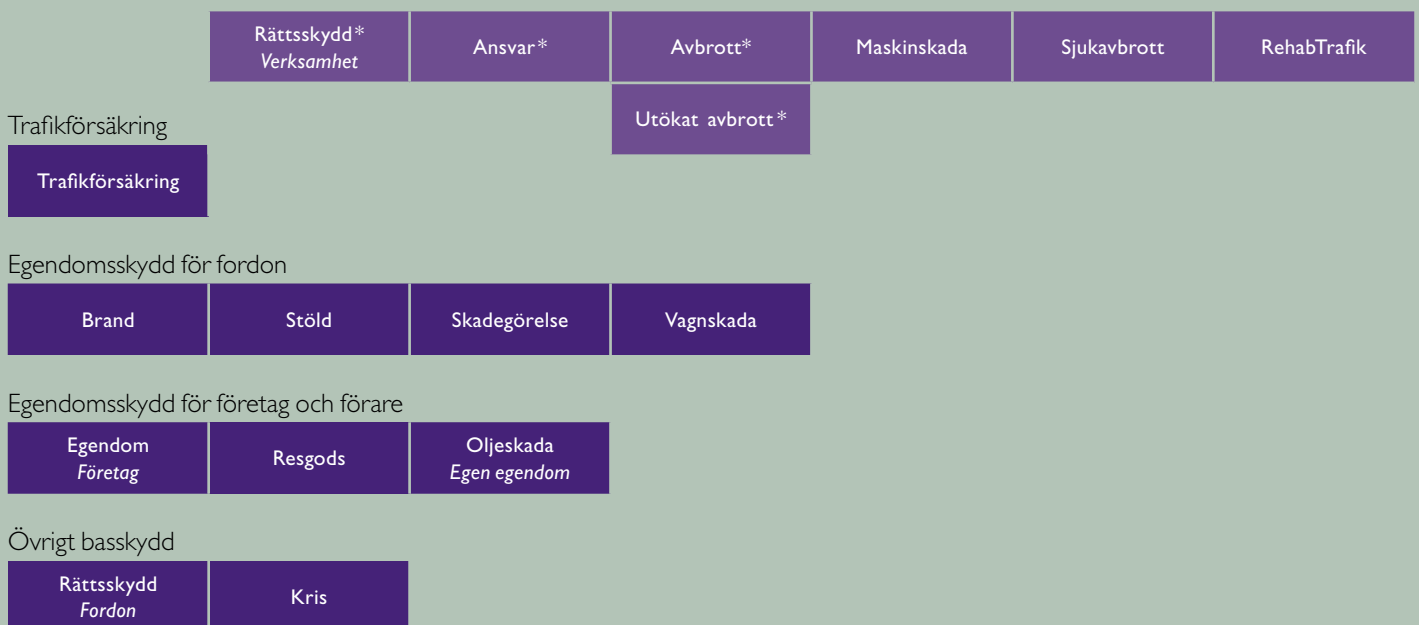 Rättsskydd*
Verksamhet
Ansvar*
Avbrott*
Maskinskada
Sjukavbrott
RehabTrafik
Utökat avbrott*
Trafikförsäkring
Trafikförsäkring
Egendomsskydd för fordon
Brand
Stöld
Skadegörelse
Vagnskada
Egendomsskydd för företag och förare
Egendom
Företag
Resgods
Oljeskada
Egen egendom
Övrigt basskydd
Rättsskydd
Fordon
Kris